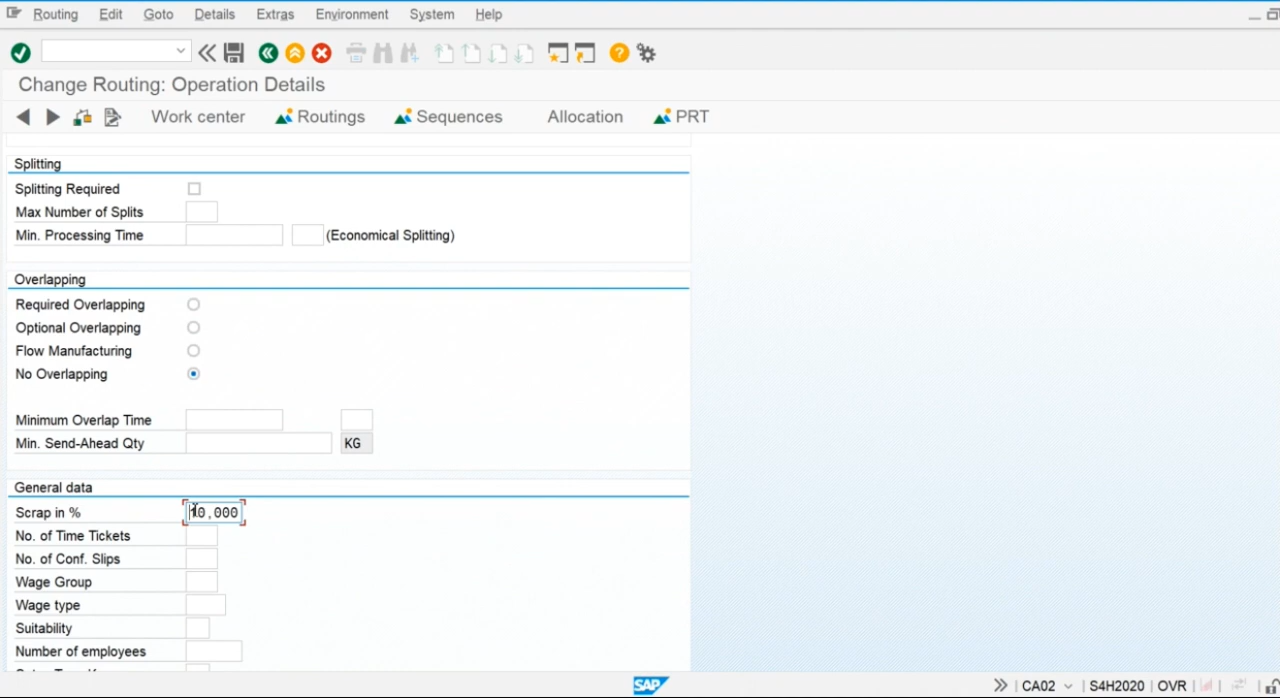 Routing Edit Goto Details Extras Environment System Help
Change Routing: Operation Details
Work center Routings Sequences Allocation PRT
Splitting
Splitting Required
Max Number of Splits
Min. Processing Time (Economical Splitting)
Overlapping
Required Overlapping
Optional Overlapping
Flow Manufacturing
No Overlapping
Minimum Overlap Time
Min. Send-Ahead Qty KG
General data
Scrap in % 10,000
No. of Time Tickets
No. of Conf. Slips
Wage Group
Wage type
Suitability
Number of employees
SAP CA02 S4H2020 OVR